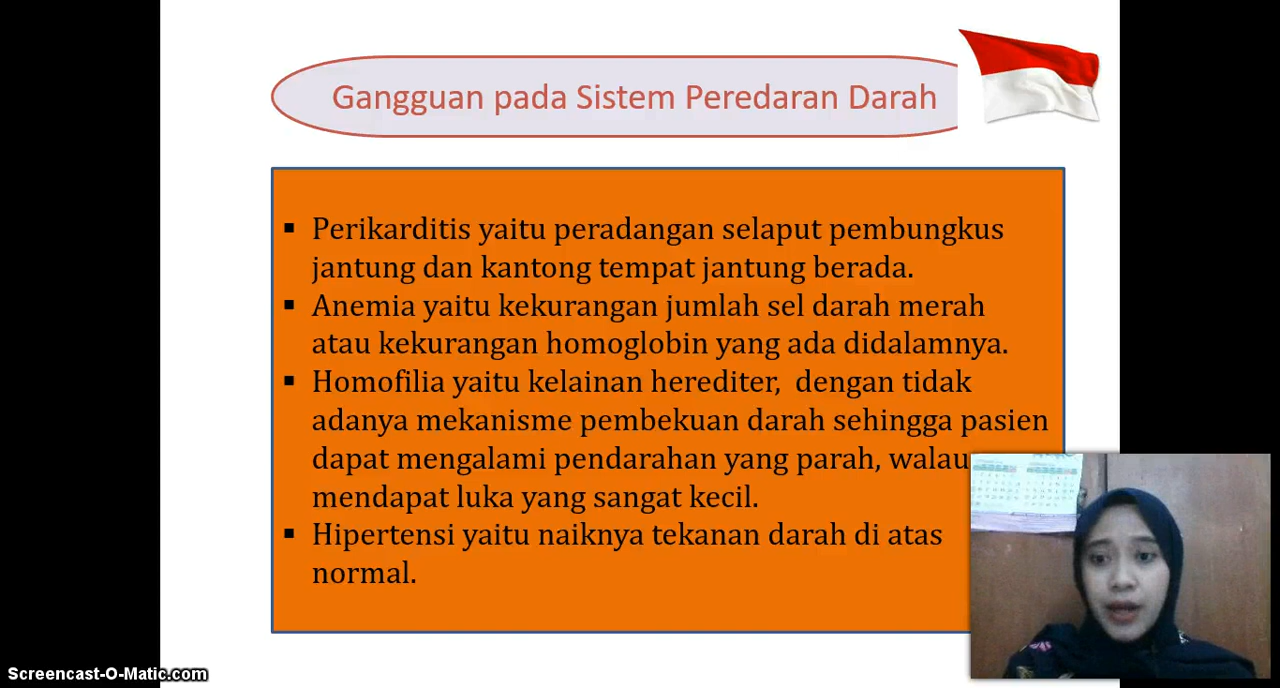 Gangguan pada Sistem Peredaran Darah
▪ Perikarditis yaitu peradangan selaput pembungkus
jantung dan kantong tempat jantung berada.
▪ Anemia yaitu kekurangan jumlah sel darah merah
atau kekurangan homoglobin yang ada didalamnya.
▪ Homofilia yaitu kelainan herediter,  dengan tidak
adanya mekanisme pembekuan darah sehingga pasien
dapat mengalami pendarahan yang parah, walau
mendapat luka yang sangat kecil.
▪ Hipertensi yaitu naiknya tekanan darah di atas
normal.
Screencast-O-Matic.com